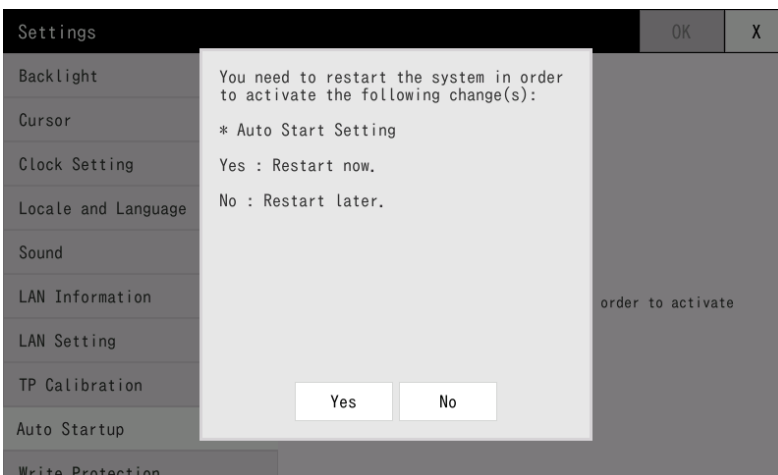 Settings
OK
X
Backlight
Cursor
Clock Setting
Locale and Language
Sound
LAN Information
LAN Setting
TP Calibration
Auto Startup
Write Protection
You need to restart the system in order
to activate the following change(s):
* Auto Start Setting
Yes : Restart now.
No : Restart later.
Yes
No
order to activate